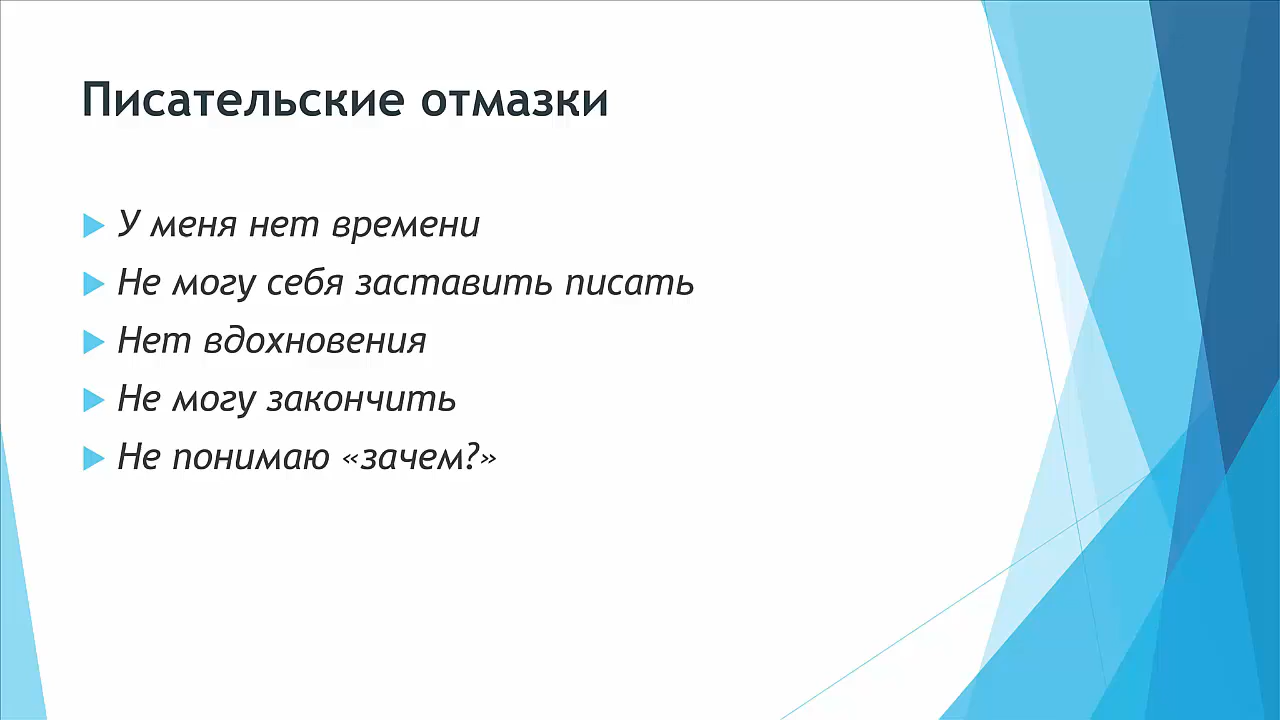 Писательские отмазки
У меня нет времени
Не могу себя заставить писать
Нет вдохновения
Не могу закончить
Не понимаю «зачем?»